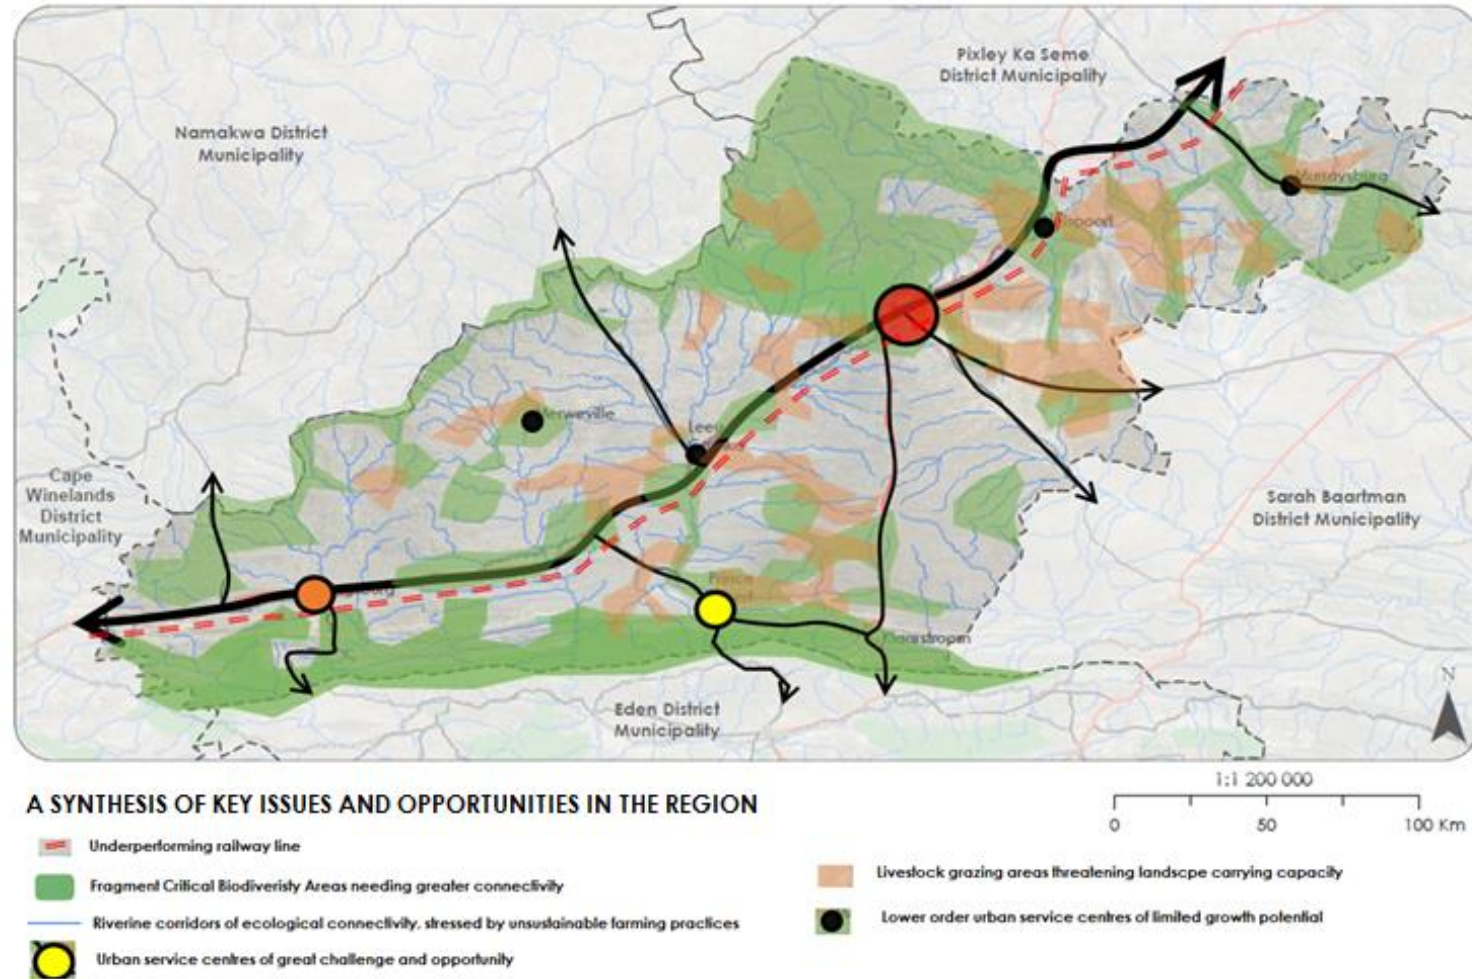 Pixley Ka Seme
District Municipality
Namakwa District
Municipality
Cape
Winelands
District
Municipality
Sarah Baartman
District Municipality
Eden District
Municipality
Leeu
N
1:1 200 000
0 50 100 Km
A SYNTHESIS OF KEY ISSUES AND OPPORTUNITIES IN THE REGION
Underperforming railway line
Fragment Critical Biodiveristy Areas needing greater connectivity
Riverine corridors of ecological connectivity, stressed by unsustainable farming practices
Urban service centres of great challenge and opportunity
Livestock grazing areas threatening landscpe carrying capacity
Lower order urban service centres of limited growth potential